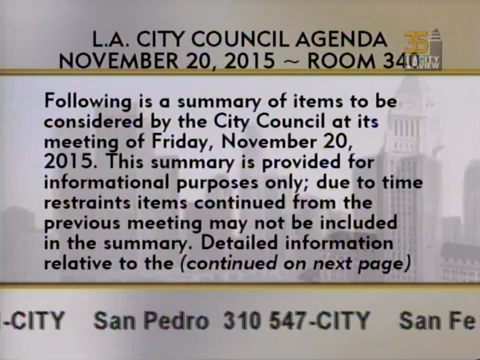 L.A. CITY COUNCIL AGENDA
NOVEMBER 20, 2015 ~ ROOM 340
35
Following is a summary of items to be
considered by the City Council at its
meeting of Friday, November 20,
2015. This summary is provided for
informational purposes only; due to time
restraints items continued from the
previous meeting may not be included
in the summary. Detailed information
relative to the (continued on next page)
-CITY San Pedro 310 547-CITY San Fe